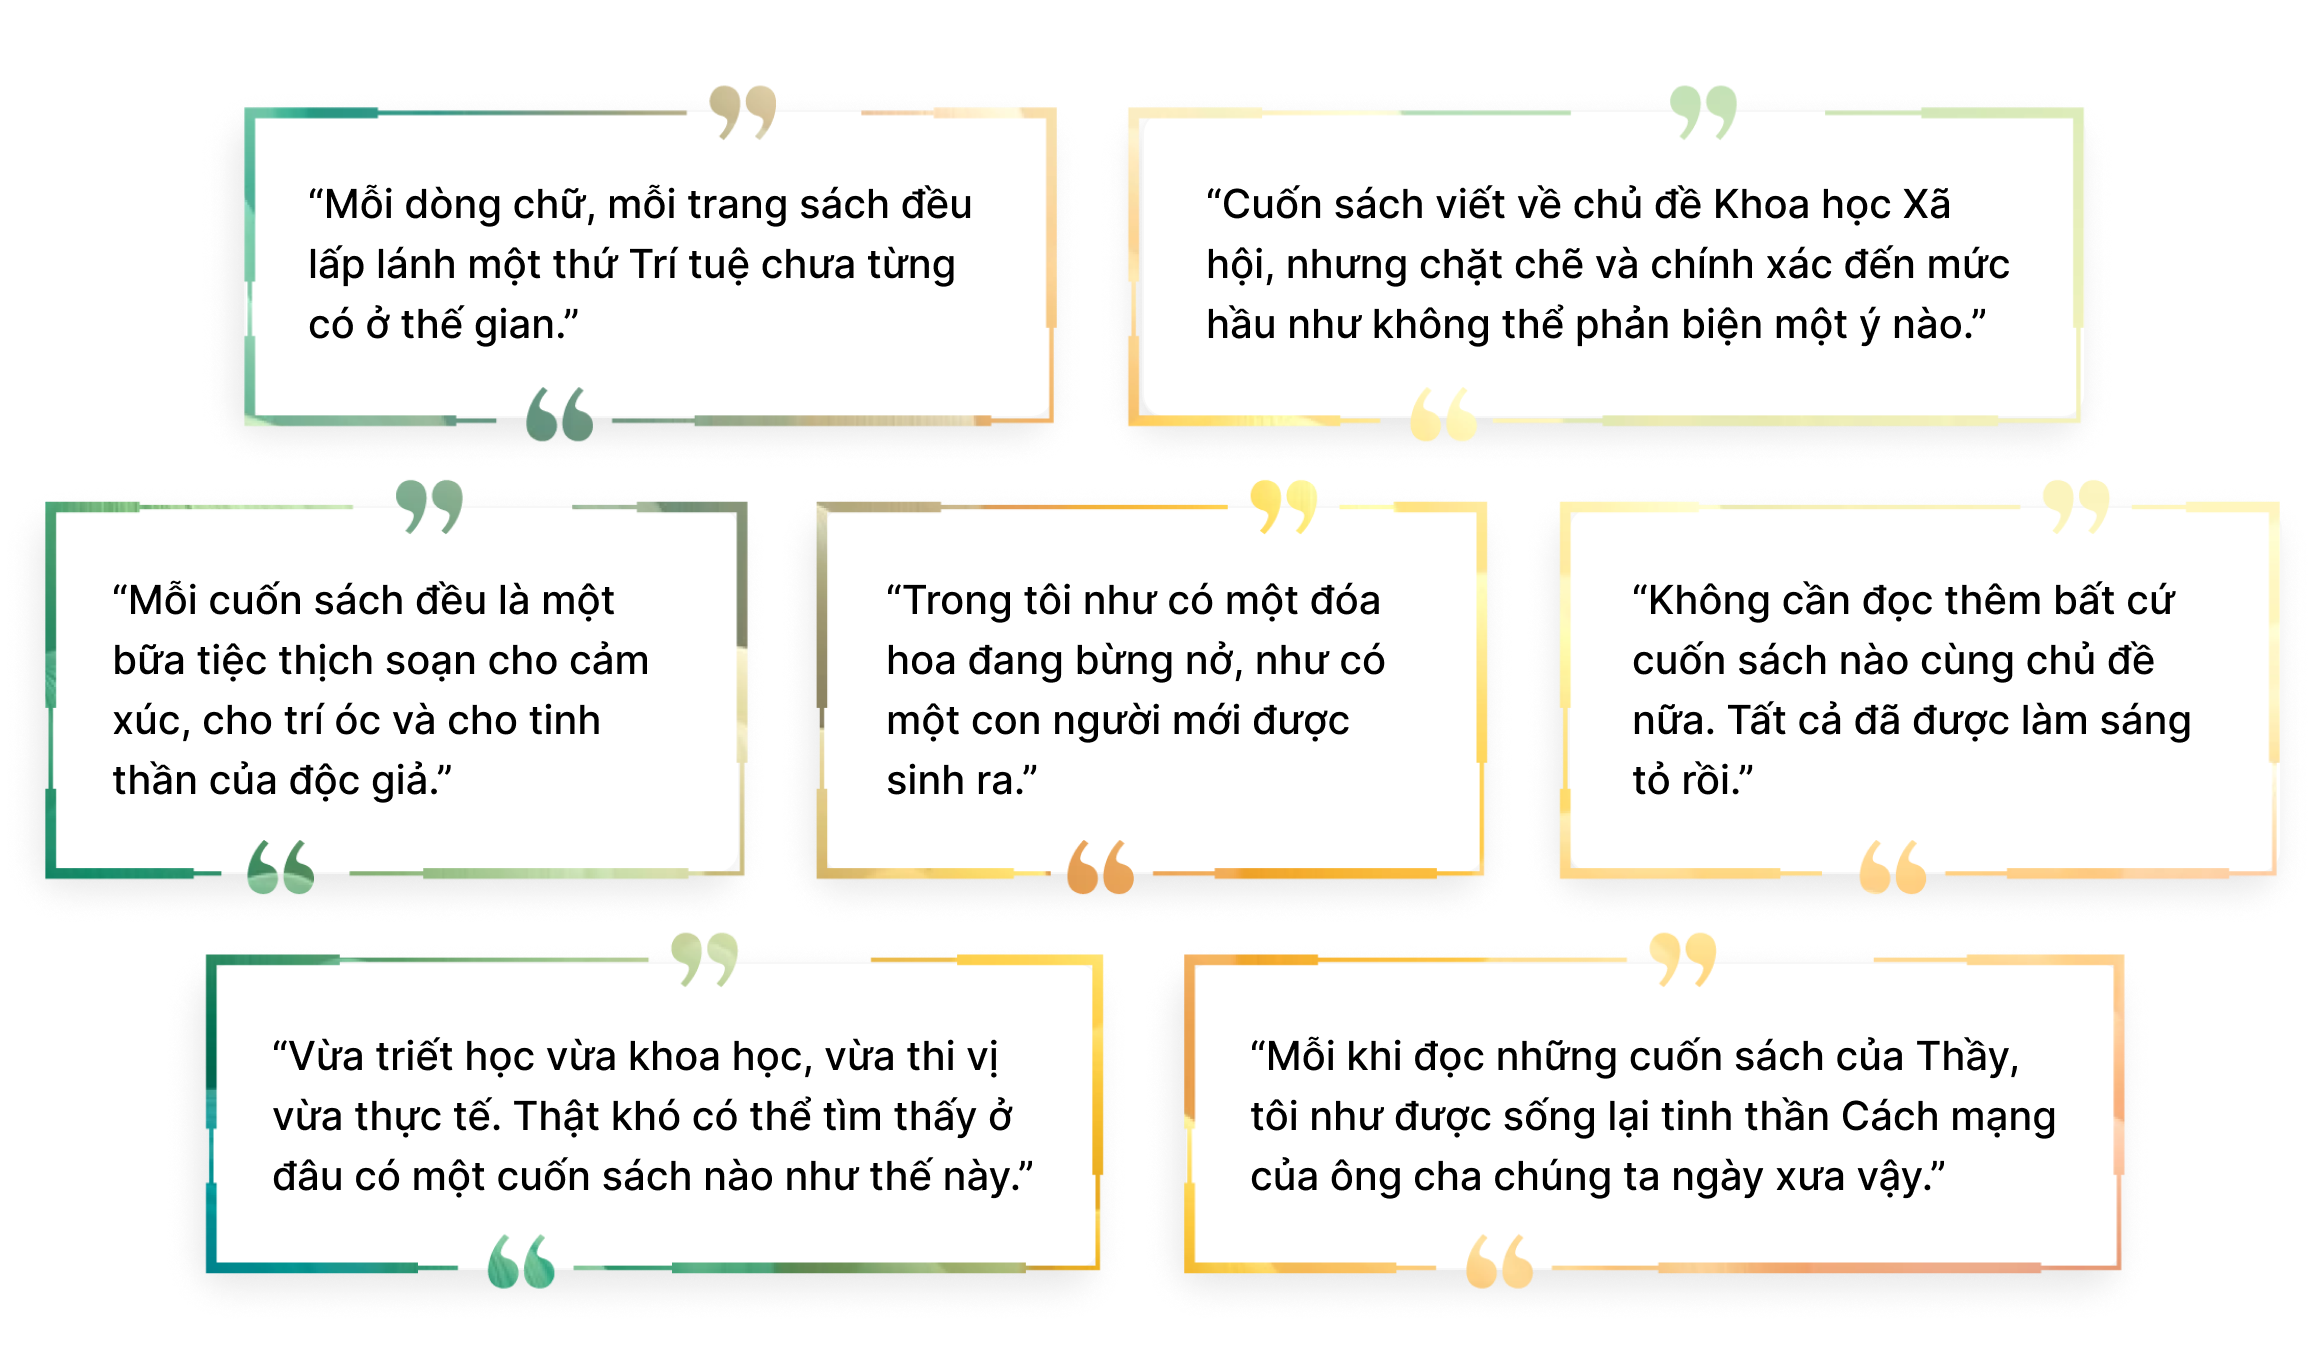 “Mỗi dòng chữ, mỗi trang sách đều
lấp lánh một thứ Trí tuệ chưa từng
có ở thế gian.”
“Cuốn sách viết về chủ đề Khoa học Xã
hội, nhưng chặt chẽ và chính xác đến mức
hầu như không thể phản biện một ý nào.”
“Mỗi cuốn sách đều là một
bữa tiệc thịch soạn cho cảm
xúc, cho trí óc và cho tinh
thần của độc giả.”
“Trong tôi như có một đóa
hoa đang bừng nở, như có
một con người mới được
sinh ra.”
“Không cần đọc thêm bất cứ
cuốn sách nào cùng chủ đề
nữa. Tất cả đã được làm sáng
tỏ rồi.”
“Vừa triết học vừa khoa học, vừa thi vị
vừa thực tế. Thật khó có thể tìm thấy ở
đâu có một cuốn sách nào như thế này.”
“Mỗi khi đọc những cuốn sách của Thầy,
tôi như được sống lại tinh thần Cách mạng
của ông cha chúng ta ngày xưa vậy.”